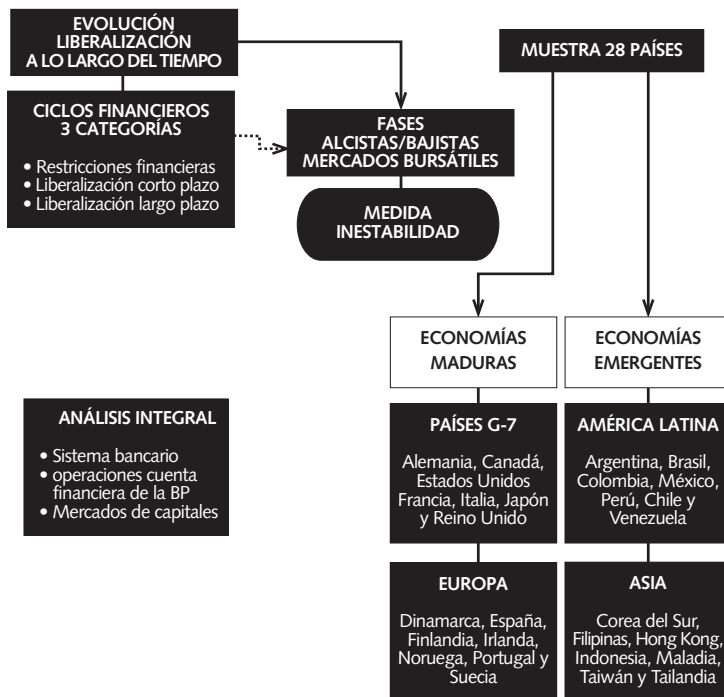 EVOLUCIÓN
LIBERALIZACIÓN
A LO LARGO DEL TIEMPO
CICLOS FINANCIEROS
3 CATEGORÍAS
• Restricciones financieras
• Liberalización corto plazo
• Liberalización largo plazo
FASES
ALCISTAS/BAJISTAS
MERCADOS BURSÁTILES
MEDIDA
INESTABILIDAD
MUESTRA 28 PAÍSES
ECONOMÍAS
MADURAS
ECONOMÍAS
EMERGENTES
ANÁLISIS INTEGRAL
• Sistema bancario
• operaciones cuenta
financiera de la BP
• Mercados de capitales
PAÍSES G-7
Alemania, Canadá,
Estados Unidos
Francia, Italia, Japón
y Reino Unido
AMÉRICA LATINA
Argentina, Brasil,
Colombia, México,
Perú, Chile y
Venezuela
EUROPA
Dinamarca, España,
Finlandia, Irlanda,
Noruega, Portugal y
Suecia
ASIA
Corea del Sur,
Filipinas, Hong Kong,
Indonesia, Maladia,
Taiwán y Tailandia